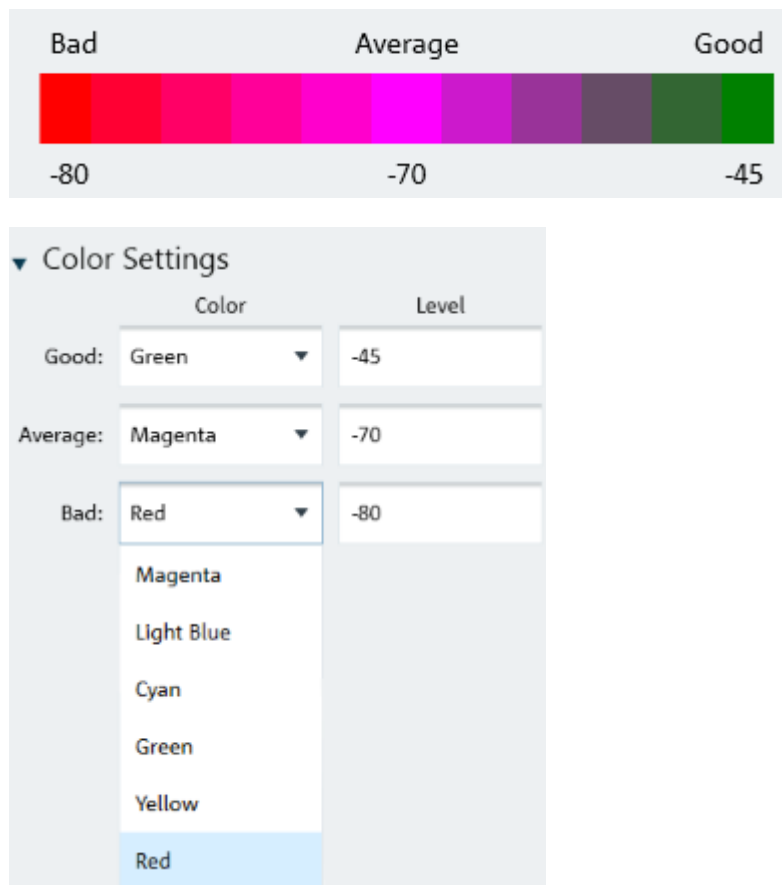 Bad Average Good
-80 -70 -45
Color Settings
Color Level
Good: Green -45
Average: Magenta -70
Bad: Red -80
Magenta
Light Blue
Cyan
Green
Yellow
Red